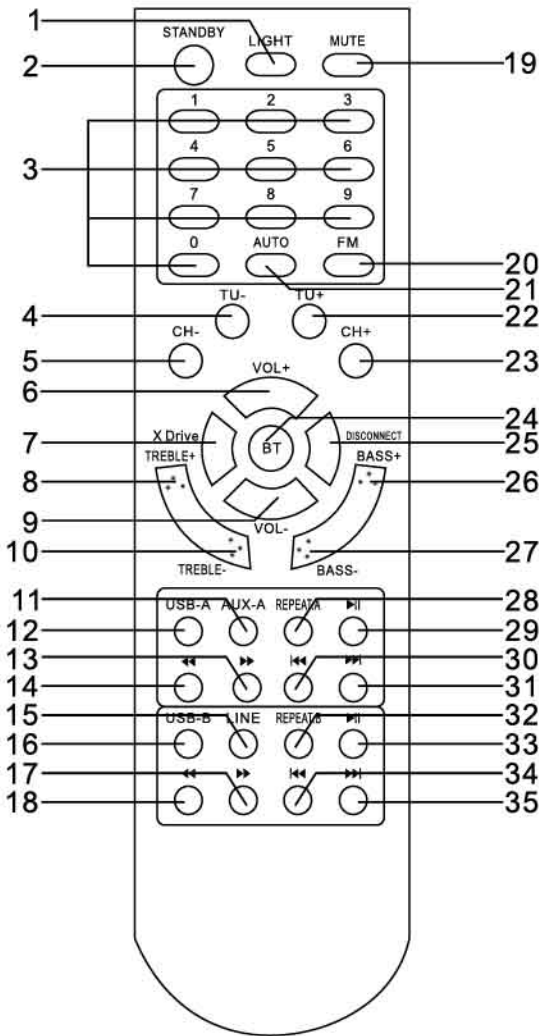 1 STANDBY LIGHT MUTE
2 19
1 2 3
3 4 5 6
7 8 9
0 AUTO FM 20
21
4 TU- TU+ 22
5 CH- CH+ 23
6 VOL+
24
7 X Drive BT DISCONNECT 25
8 TREBLE+ BASS+ 26
9 VOL-
10 TREBLE- BASS- 27
11 USB-A AUX-A REPEATA ►II 28
12 29
13 ◄◄ ►► I◄◄ ►►I 30
14 31
15 USB-B LINE REPEATB ►II 32
16 33
17 ◄◄ ►► I◄◄ ►►I 34
18 35